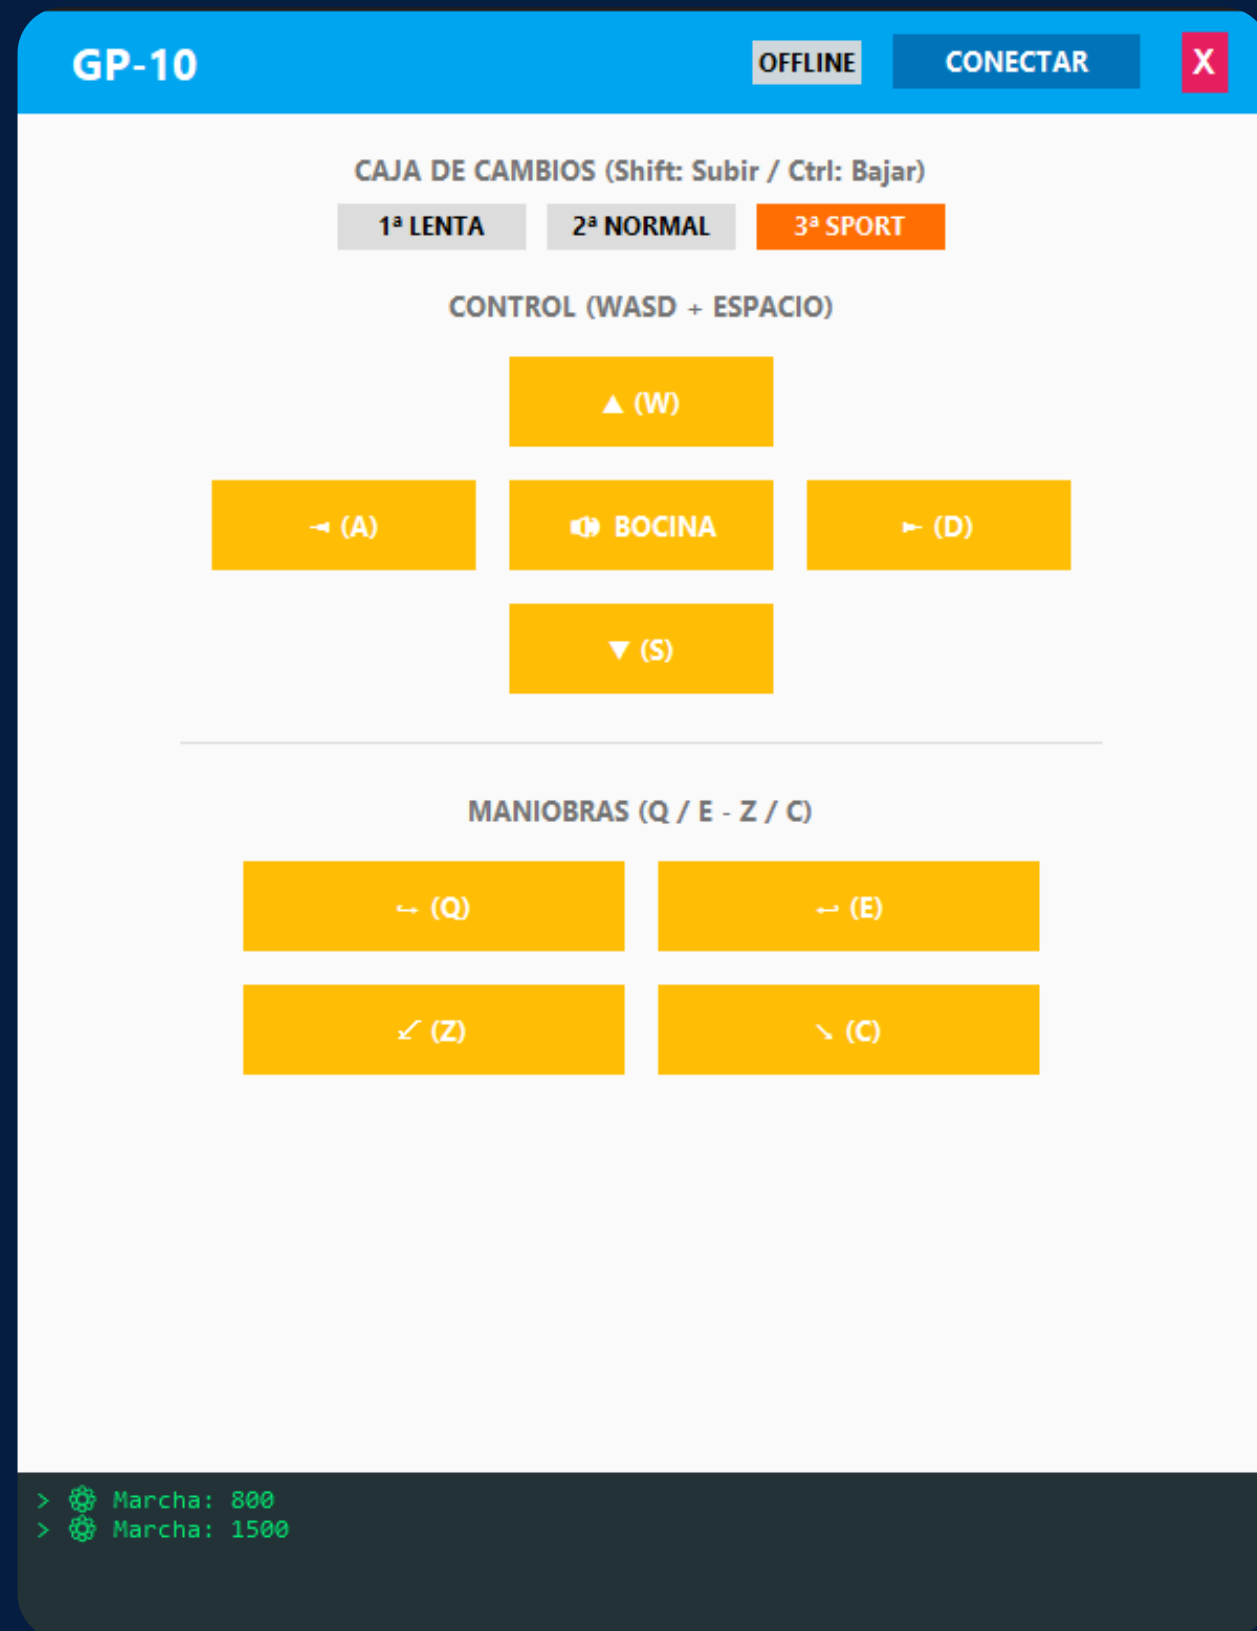 GP-10 OFFLINE CONECTAR X
CAJA DE CAMBIOS (Shift: Subir / Ctrl: Bajar)
1ª LENTA 2ª NORMAL 3ª SPORT
CONTROL (WASD + ESPACIO)
▲ (W)
◄ (A) 🔊 BOCINA ► (D)
▼ (S)
MANIOBRAS (Q / E - Z / C)
↪ (Q) ↩ (E)
↙ (Z) ↘ (C)
> ⚙ Marcha: 800
> ⚙ Marcha: 1500